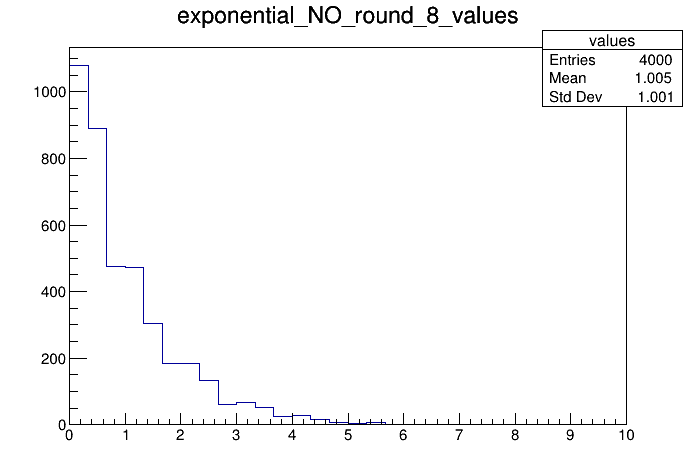 exponential_NO_round_8_values
values
Entries 4000
Mean 1.005
Std Dev 1.001
1000
800
600
400
200
0
0 1 2 3 4 5 6 7 8 9 10